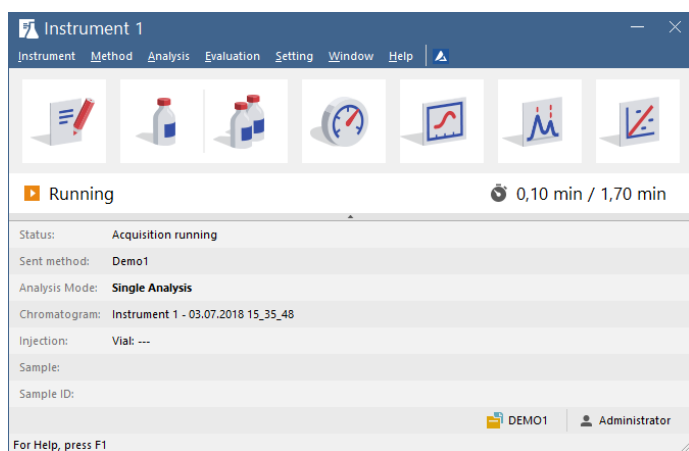 Instrument 1
Instrument Method Analysis Evaluation Setting Window Help
Running 0,10 min / 1,70 min
Status: Acquisition running
Sent method: Demo1
Analysis Mode: Single Analysis
Chromatogram: Instrument 1 - 03.07.2018 15_35_48
Injection: Vial: ---
Sample:
Sample ID:
DEMO1 Administrator
For Help, press F1